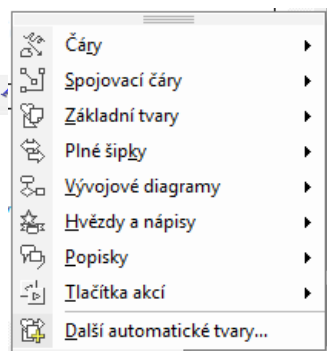 Čáry
Spojovací čáry
Základní tvary
Plné šipky
Vývojové diagramy
Hvězdy a nápisy
Popisky
Tlačítka akcí
Další automatické tvary...